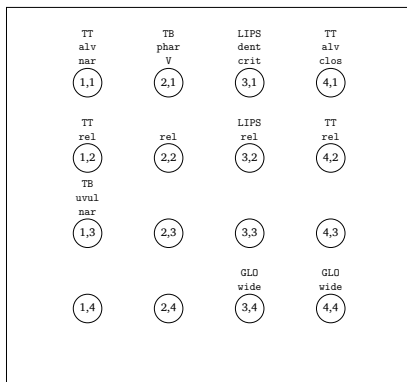 TT TB LIPS TT
alv phar dent alv
nar V crit clos
1,1 2,1 3,1 4,1
TT LIPS TT
rel rel rel rel
1,2 2,2 3,2 4,2
TB
uvul
nar
1,3 2,3 3,3 4,3
GLO GLO
wide wide
1,4 2,4 3,4 4,4